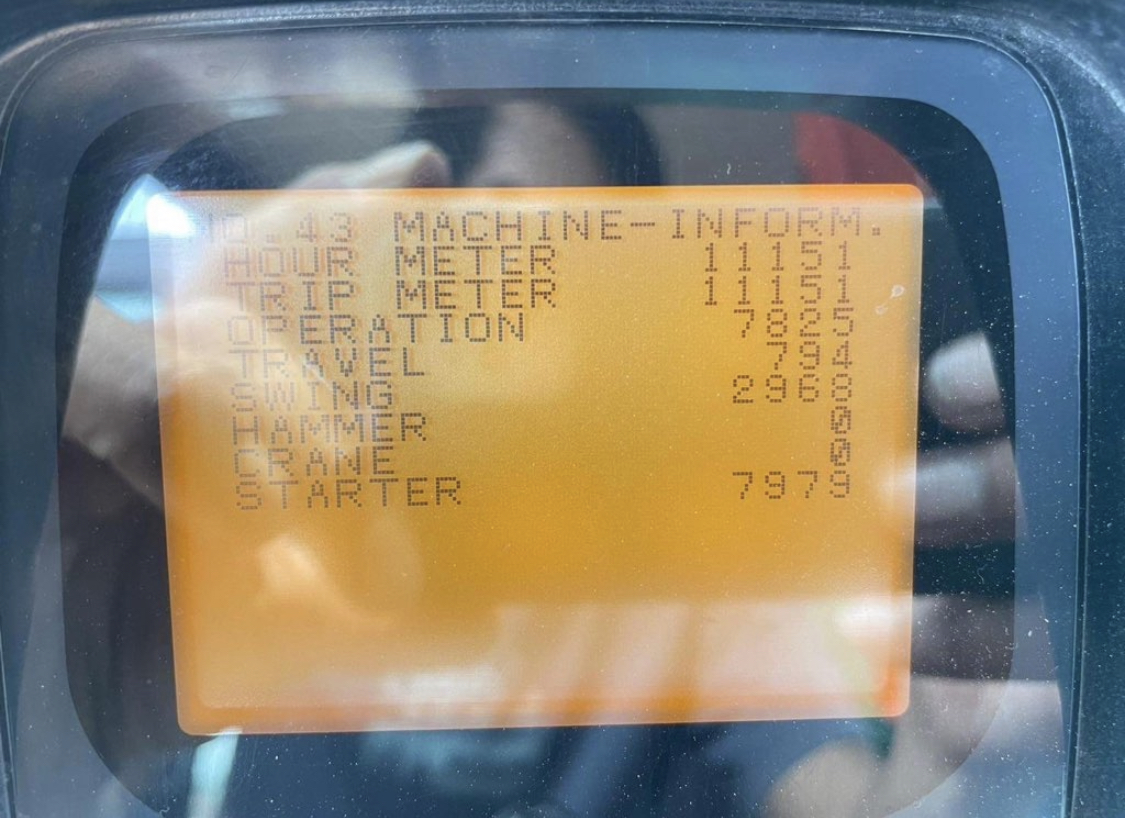 NO.43 MACHINE-INFORM.
HOUR METER 11151
TRIP METER 11151
OPERATION 7825
TRAVEL 794
SWING 2968
HAMMER 0
CRANE 0
STARTER 7979